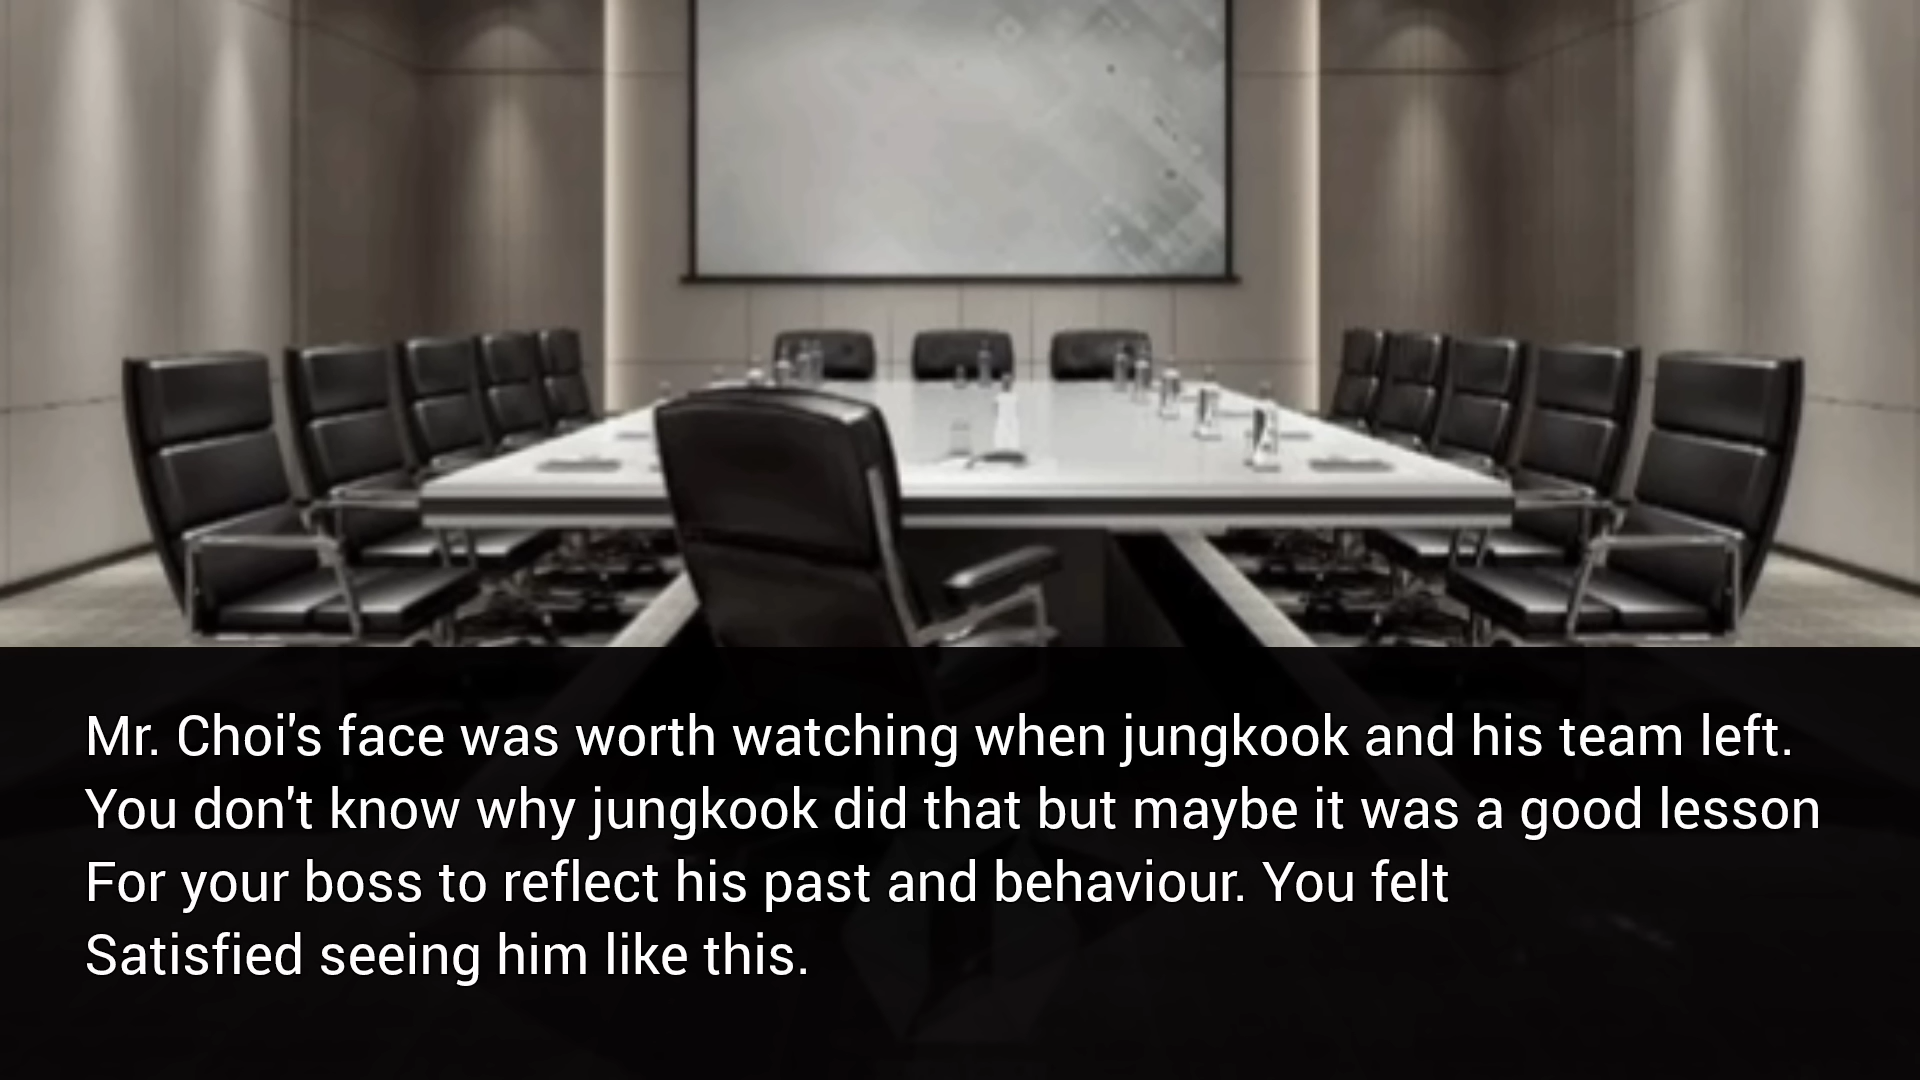 Mr. Choi's face was worth watching when jungkook and his team left.
You don't know why jungkook did that but maybe it was a good lesson
For your boss to reflect his past and behaviour. You felt
Satisfied seeing him like this.